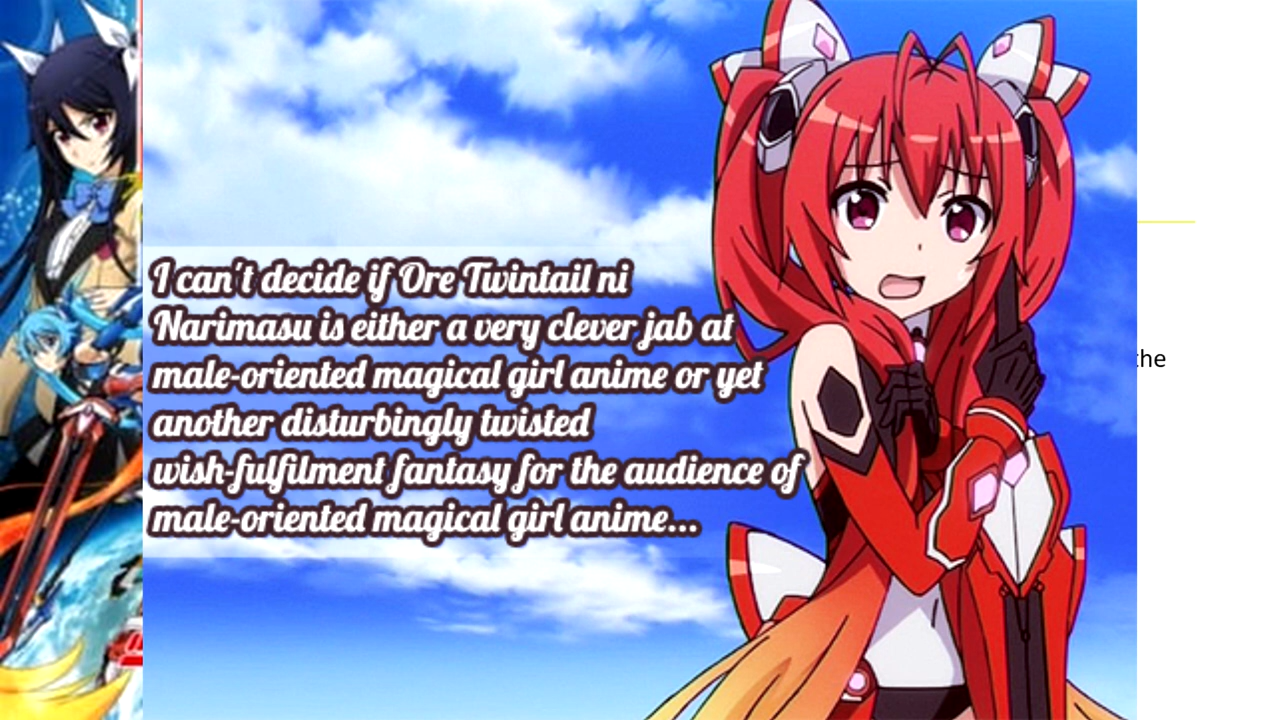 I can't decide if Ore Twintail ni
Narimasu is either a very clever jab at
male-oriented magical girl anime or yet
another disturbingly twisted
wish-fulfilment fantasy for the audience of
male-oriented magical girl anime...
the